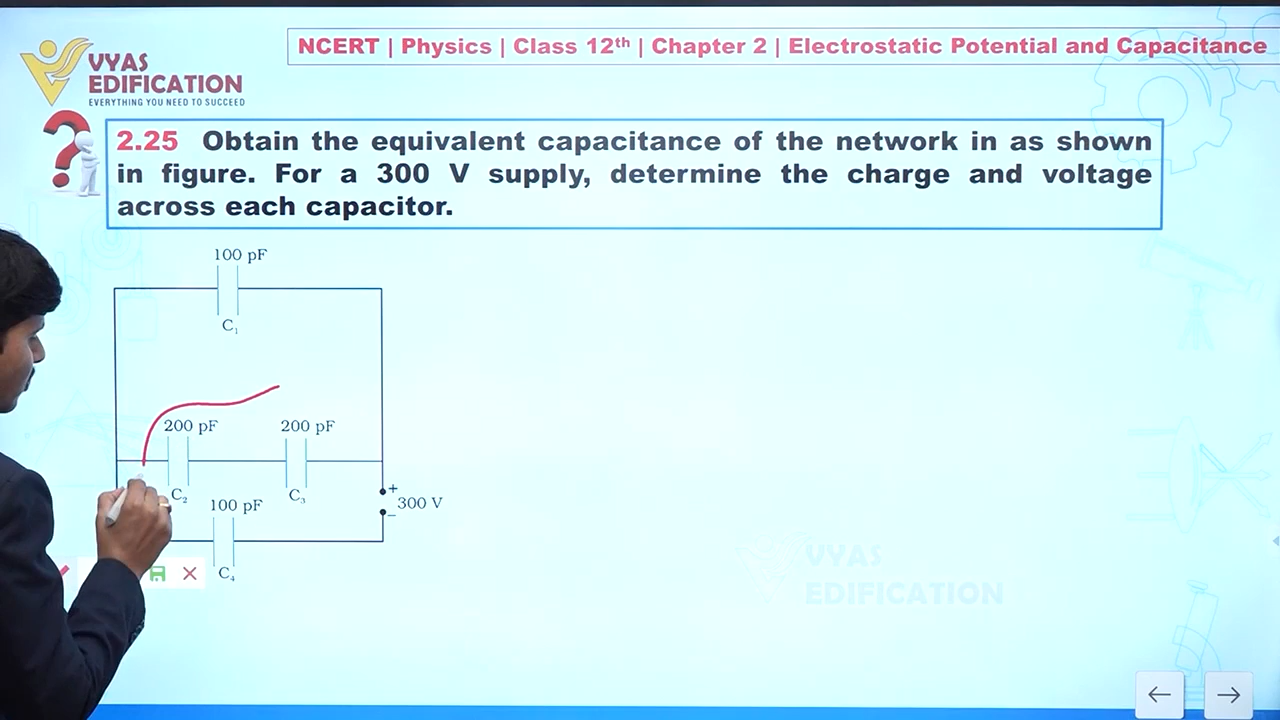 NCERT | Physics | Class 12th | Chapter 2 | Electrostatic Potential and Capacitance
VYAS
EDIFICATION
EVERYTHING YOU NEED TO SUCCEED
2.25 Obtain the equivalent capacitance of the network in as shown
in figure. For a 300 V supply, determine the charge and voltage
across each capacitor.
100 pF
C₁
200 pF 200 pF
C₂ C₃
+
300 V
−
100 pF
C₄
VYAS
EDIFICATION